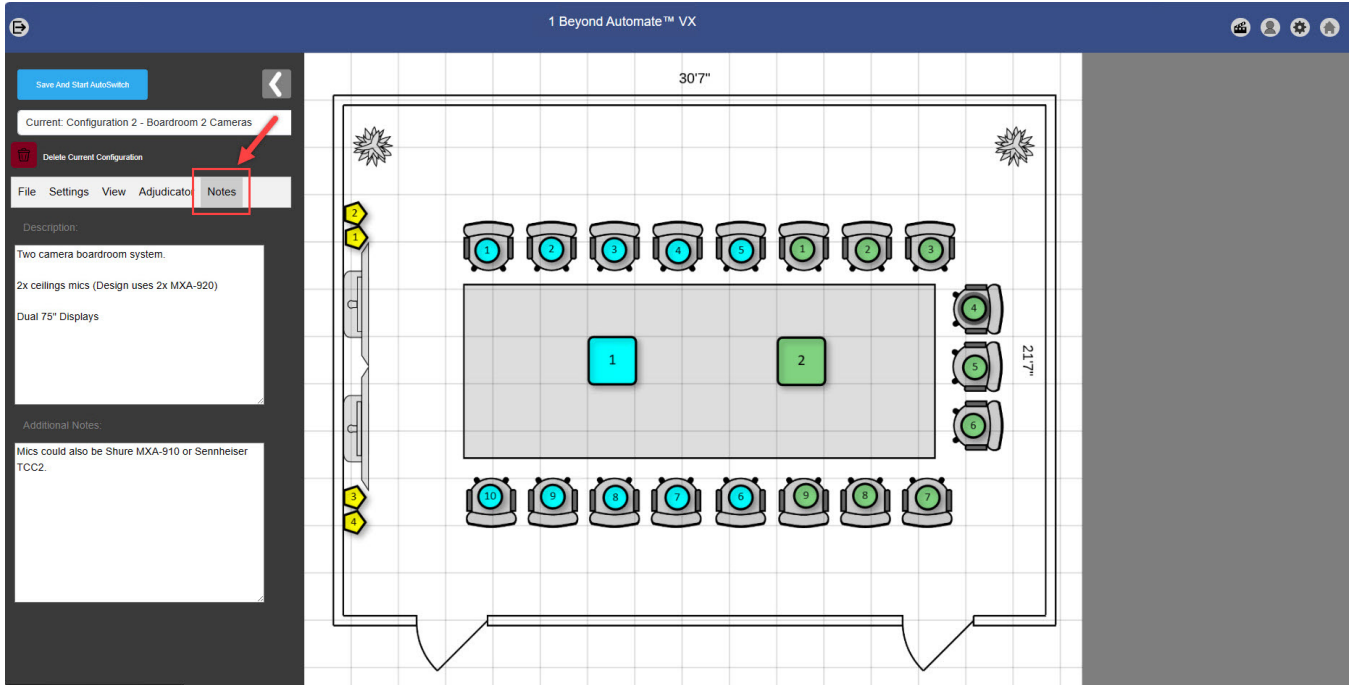 1 Beyond Automate™ VX
Save And Start AutoSwitch
Current: Configuration 2 - Boardroom 2 Cameras
Delete Current Configuration
File Settings View Adjudicator Notes
Description:
Two camera boardroom system.
2x ceilings mics (Design uses 2x MXA-920)
Dual 75" Displays
Additional Notes:
Mics could also be Shure MXA-910 or Sennheiser
TCC2.
30'7"
2
1
1 2 3 4 5 1 2 3
4
1 2
5
21'7"
6
3
4
10 9 8 7 6 9 8 7